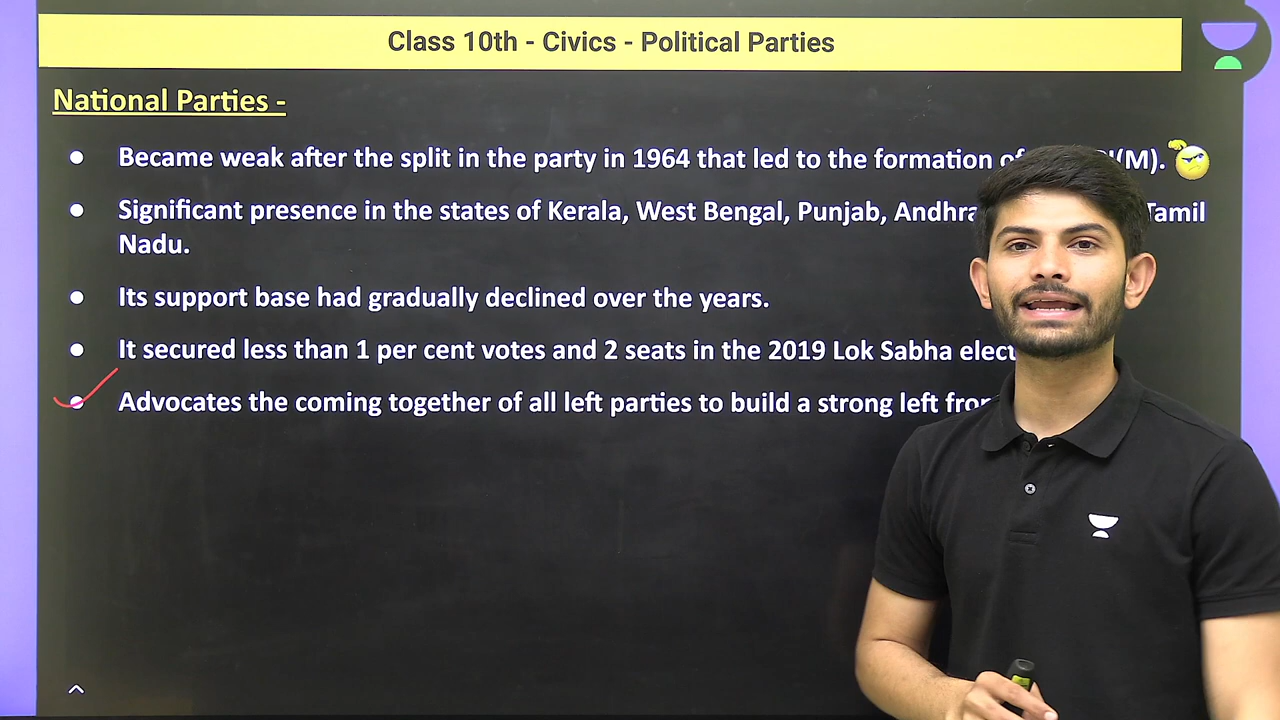 Class 10th - Civics - Political Parties
National Parties -
● Became weak after the split in the party in 1964 that led to the formation of (M).
● Significant presence in the states of Kerala, West Bengal, Punjab, Andhra Tamil
Nadu.
● Its support base had gradually declined over the years.
● It secured less than 1 per cent votes and 2 seats in the 2019 Lok Sabha
● Advocates the coming together of all left parties to build a strong left